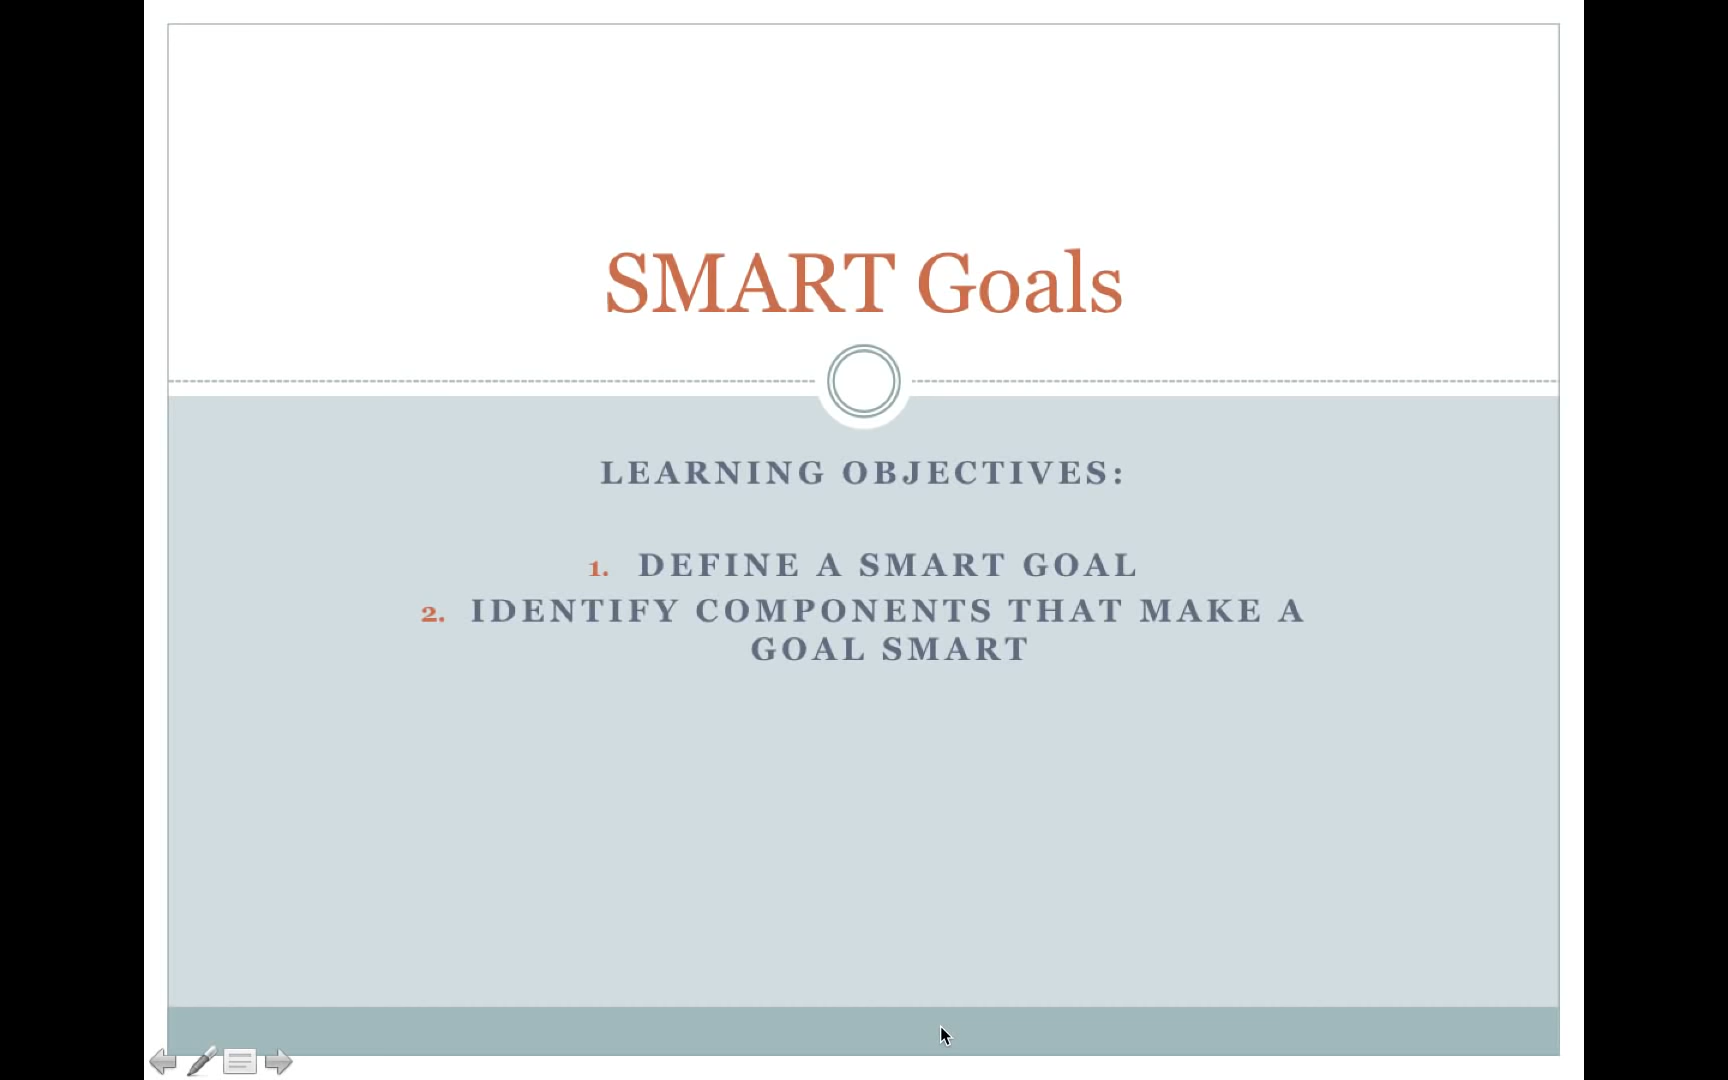 SMART Goals
LEARNING OBJECTIVES:
1. DEFINE A SMART GOAL
2. IDENTIFY COMPONENTS THAT MAKE A
GOAL SMART